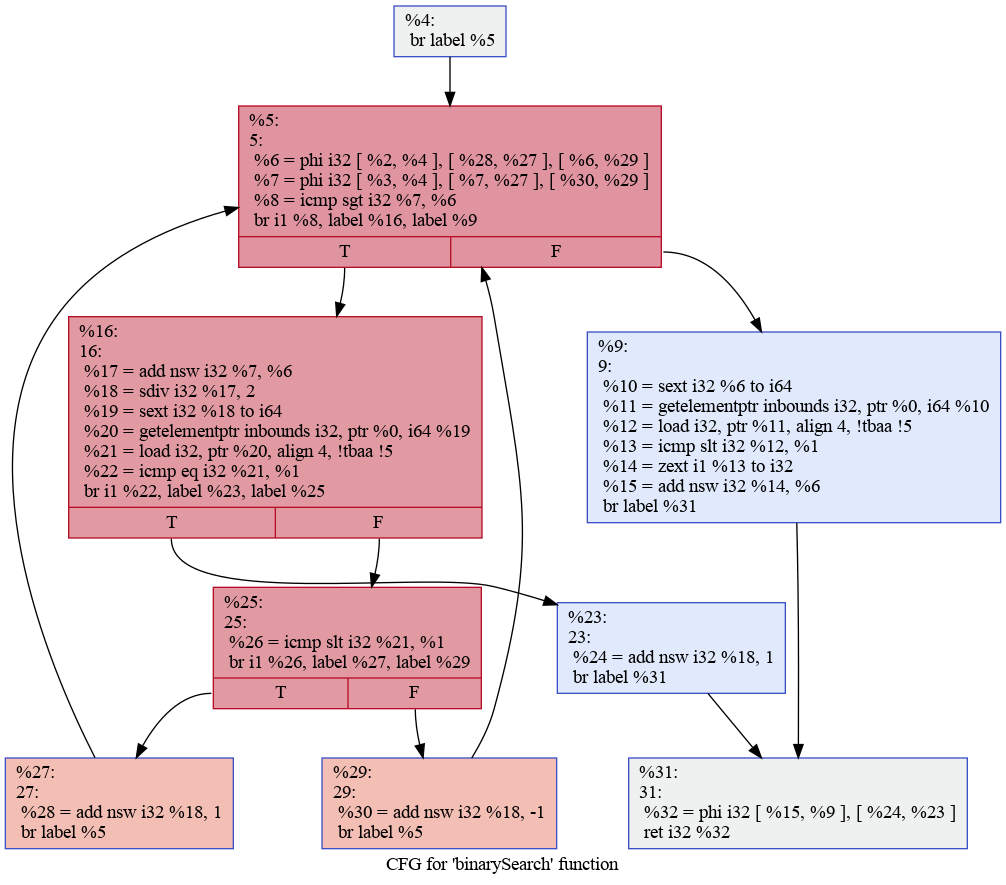 %4:
br label %5
%5:
5:
%6 = phi i32 [ %2, %4 ], [ %28, %27 ], [ %6, %29 ]
%7 = phi i32 [ %3, %4 ], [ %7, %27 ], [ %30, %29 ]
%8 = icmp sgt i32 %7, %6
br i1 %8, label %16, label %9
T
F
%16:
16:
%17 = add nsw i32 %7, %6
%18 = sdiv i32 %17, 2
%19 = sext i32 %18 to i64
%20 = getelementptr inbounds i32, ptr %0, i64 %19
%21 = load i32, ptr %20, align 4, !tbaa !5
%22 = icmp eq i32 %21, %1
br i1 %22, label %23, label %25
T
F
%9:
9:
%10 = sext i32 %6 to i64
%11 = getelementptr inbounds i32, ptr %0, i64 %10
%12 = load i32, ptr %11, align 4, !tbaa !5
%13 = icmp slt i32 %12, %1
%14 = zext i1 %13 to i32
%15 = add nsw i32 %14, %6
br label %31
%25:
25:
%26 = icmp slt i32 %21, %1
br i1 %26, label %27, label %29
T
F
%23:
23:
%24 = add nsw i32 %18, 1
br label %31
%27:
27:
%28 = add nsw i32 %18, 1
br label %5
%29:
29:
%30 = add nsw i32 %18, -1
br label %5
%31:
31:
%32 = phi i32 [ %15, %9 ], [ %24, %23 ]
ret i32 %32
CFG for 'binarySearch' function